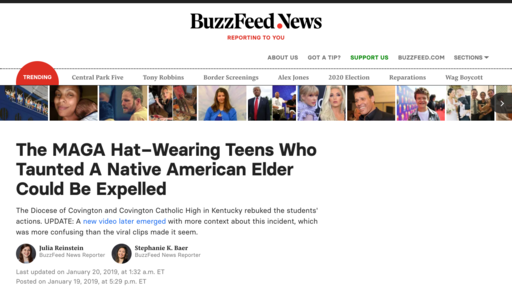 BuzzFeed News
REPORTING TO YOU
ABOUT US GOT A TIP? SUPPORT US BUZZFEED.COM SECTIONS
TRENDING Central Park Five Tony Robbins Border Screenings Alex Jones 2020 Election Reparations Wag Boycott
The MAGA Hat–Wearing Teens Who
Taunted A Native American Elder
Could Be Expelled
The Diocese of Covington and Covington Catholic High in Kentucky rebuked the students'
actions. UPDATE: A new video later emerged with more context about this incident, which
was more confusing than the viral clips made it seem.
Julia Reinstein Stephanie K. Baer
BuzzFeed News Reporter BuzzFeed News Reporter
Last updated on January 20, 2019, at 1:32 a.m. ET
Posted on January 19, 2019, at 5:29 p.m. ET